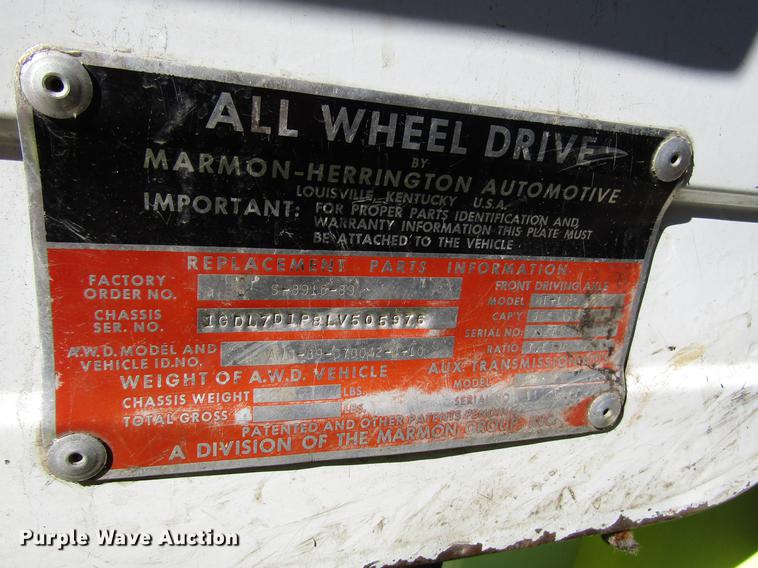 ALL WHEEL DRIVE
BY
MARMON-HERRINGTON AUTOMOTIVE
LOUISVILLE, KENTUCKY U.S.A.
IMPORTANT: FOR PROPER PARTS IDENTIFICATION AND
WARRANTY INFORMATION THIS PLATE MUST
BE ATTACHED TO THE VEHICLE
REPLACEMENT PARTS INFORMATION
FACTORY ORDER NO.
CHASSIS SER. NO. 1GDL7D1P8LV505976
A.W.D. MODEL AND VEHICLE ID. NO.
FRONT DRIVING AXLE
MODEL
CAP'Y
SERIAL NO.
RATIO
WEIGHT OF A.W.D. VEHICLE
CHASSIS WEIGHT LBS.
TOTAL GROSS LBS.
AUX. TRANSMISSION
MODEL
SERIAL NO.
PATENTED AND OTHER PATENTS
A DIVISION OF THE MARMON GROUP, INC.
Purple Wave Auction